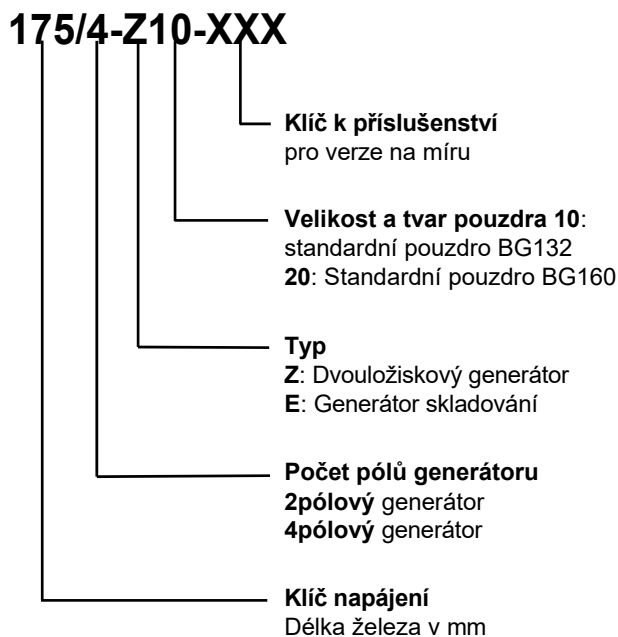 175/4-Z10-XXX
Klíč k příslušenství
pro verze na míru
Velikost a tvar pouzdra 10:
standardní pouzdro BG132
20: Standardní pouzdro BG160
Typ
Z: Dvouložiskový generátor
E: Generátor skladování
Počet pólů generátoru
2pólový generátor
4pólový generátor
Klíč napájení
Délka železa v mm